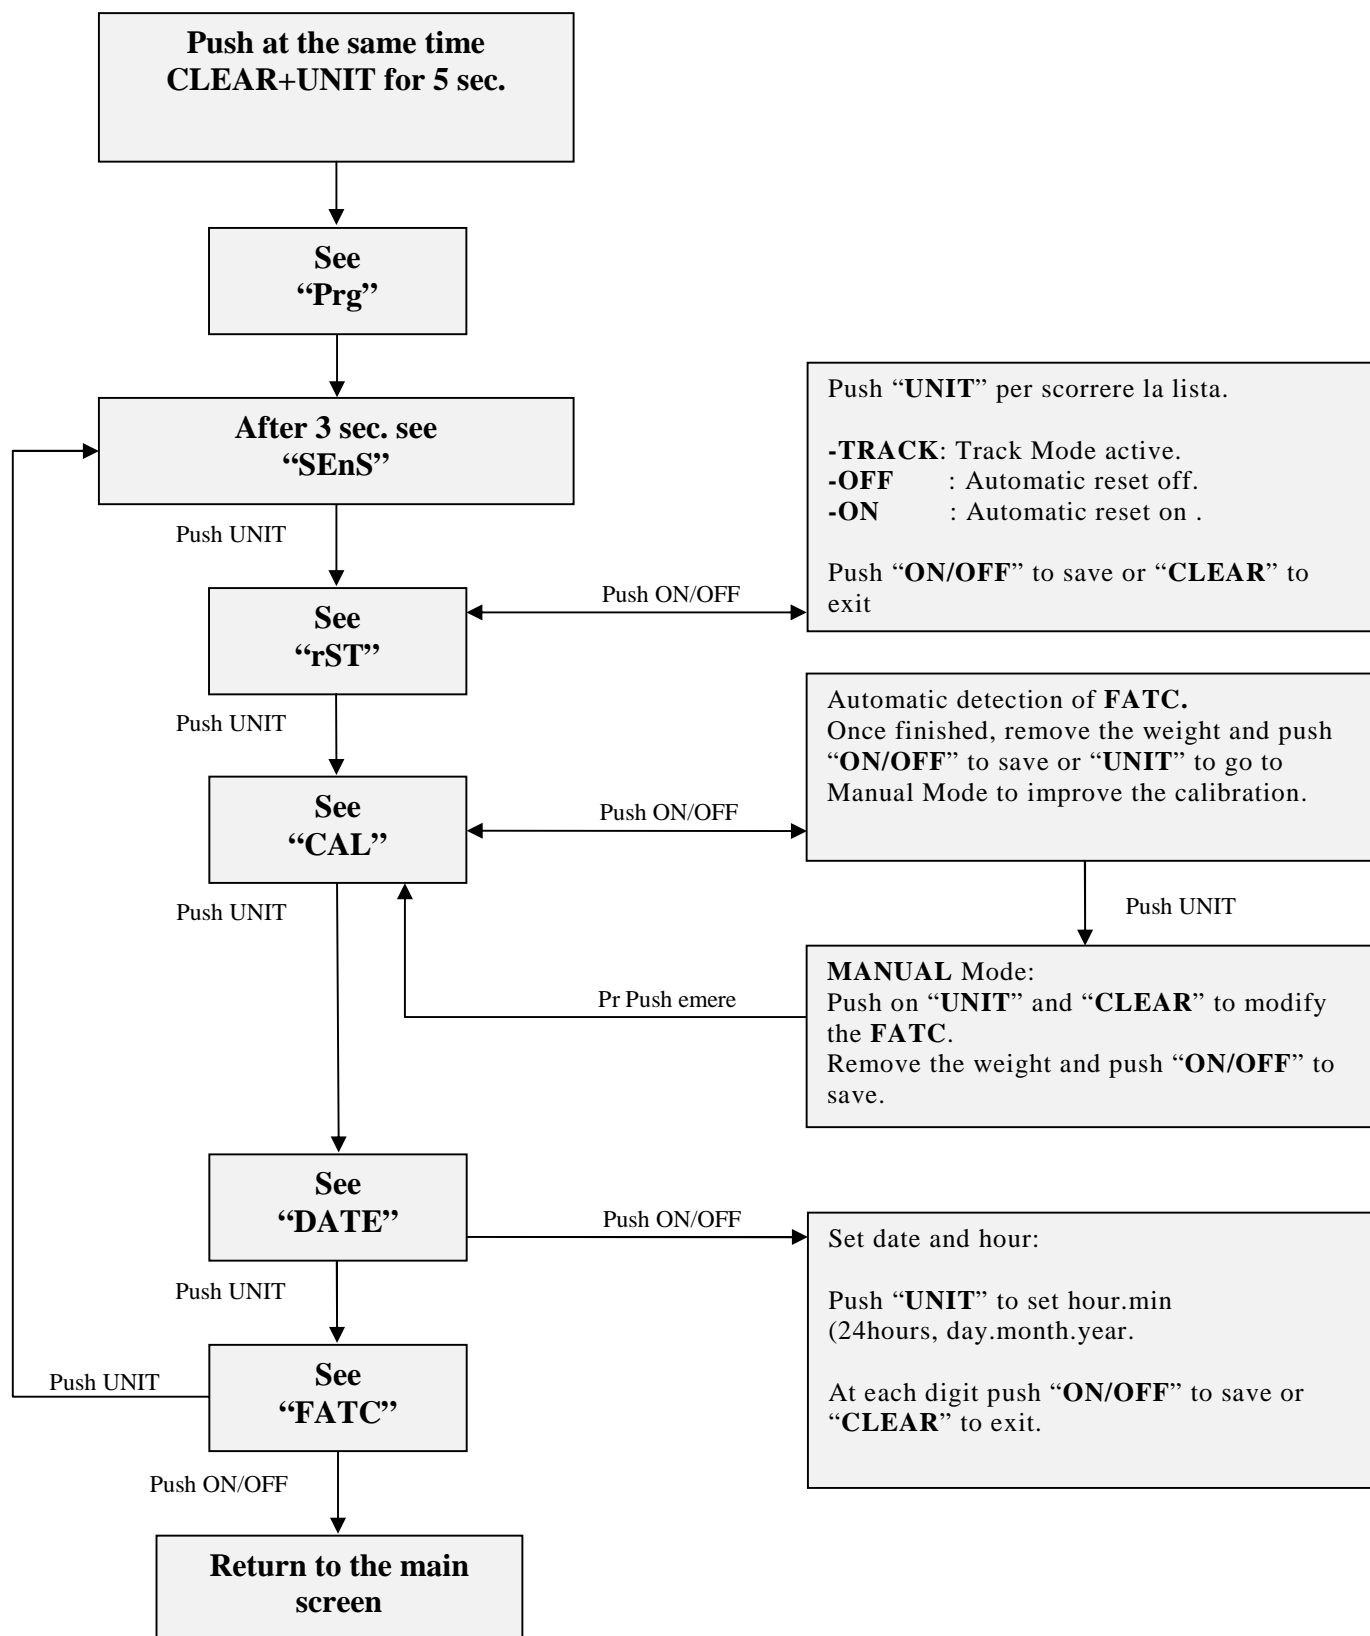 Push at the same time
CLEAR+UNIT for 5 sec.
See
“Prg”
After 3 sec. see
“SEnS”
Push UNIT
See
“rST”
Push ON/OFF
Push “UNIT” per scorrere la lista.
-TRACK: Track Mode active.
-OFF : Automatic reset off.
-ON : Automatic reset on .
Push “ON/OFF” to save or “CLEAR” to
exit
Push UNIT
See
“CAL”
Push ON/OFF
Automatic detection of FATC.
Once finished, remove the weight and push
“ON/OFF” to save or “UNIT” to go to
Manual Mode to improve the calibration.
Push UNIT
Push UNIT
Pr Push emere
MANUAL Mode:
Push on “UNIT” and “CLEAR” to modify
the FATC.
Remove the weight and push “ON/OFF” to
save.
See
“DATE”
Push ON/OFF
Set date and hour:
Push “UNIT” to set hour.min
(24hours, day.month.year.
At each digit push “ON/OFF” to save or
“CLEAR” to exit.
Push UNIT
See
“FATC”
Push UNIT
Push ON/OFF
Return to the main
screen